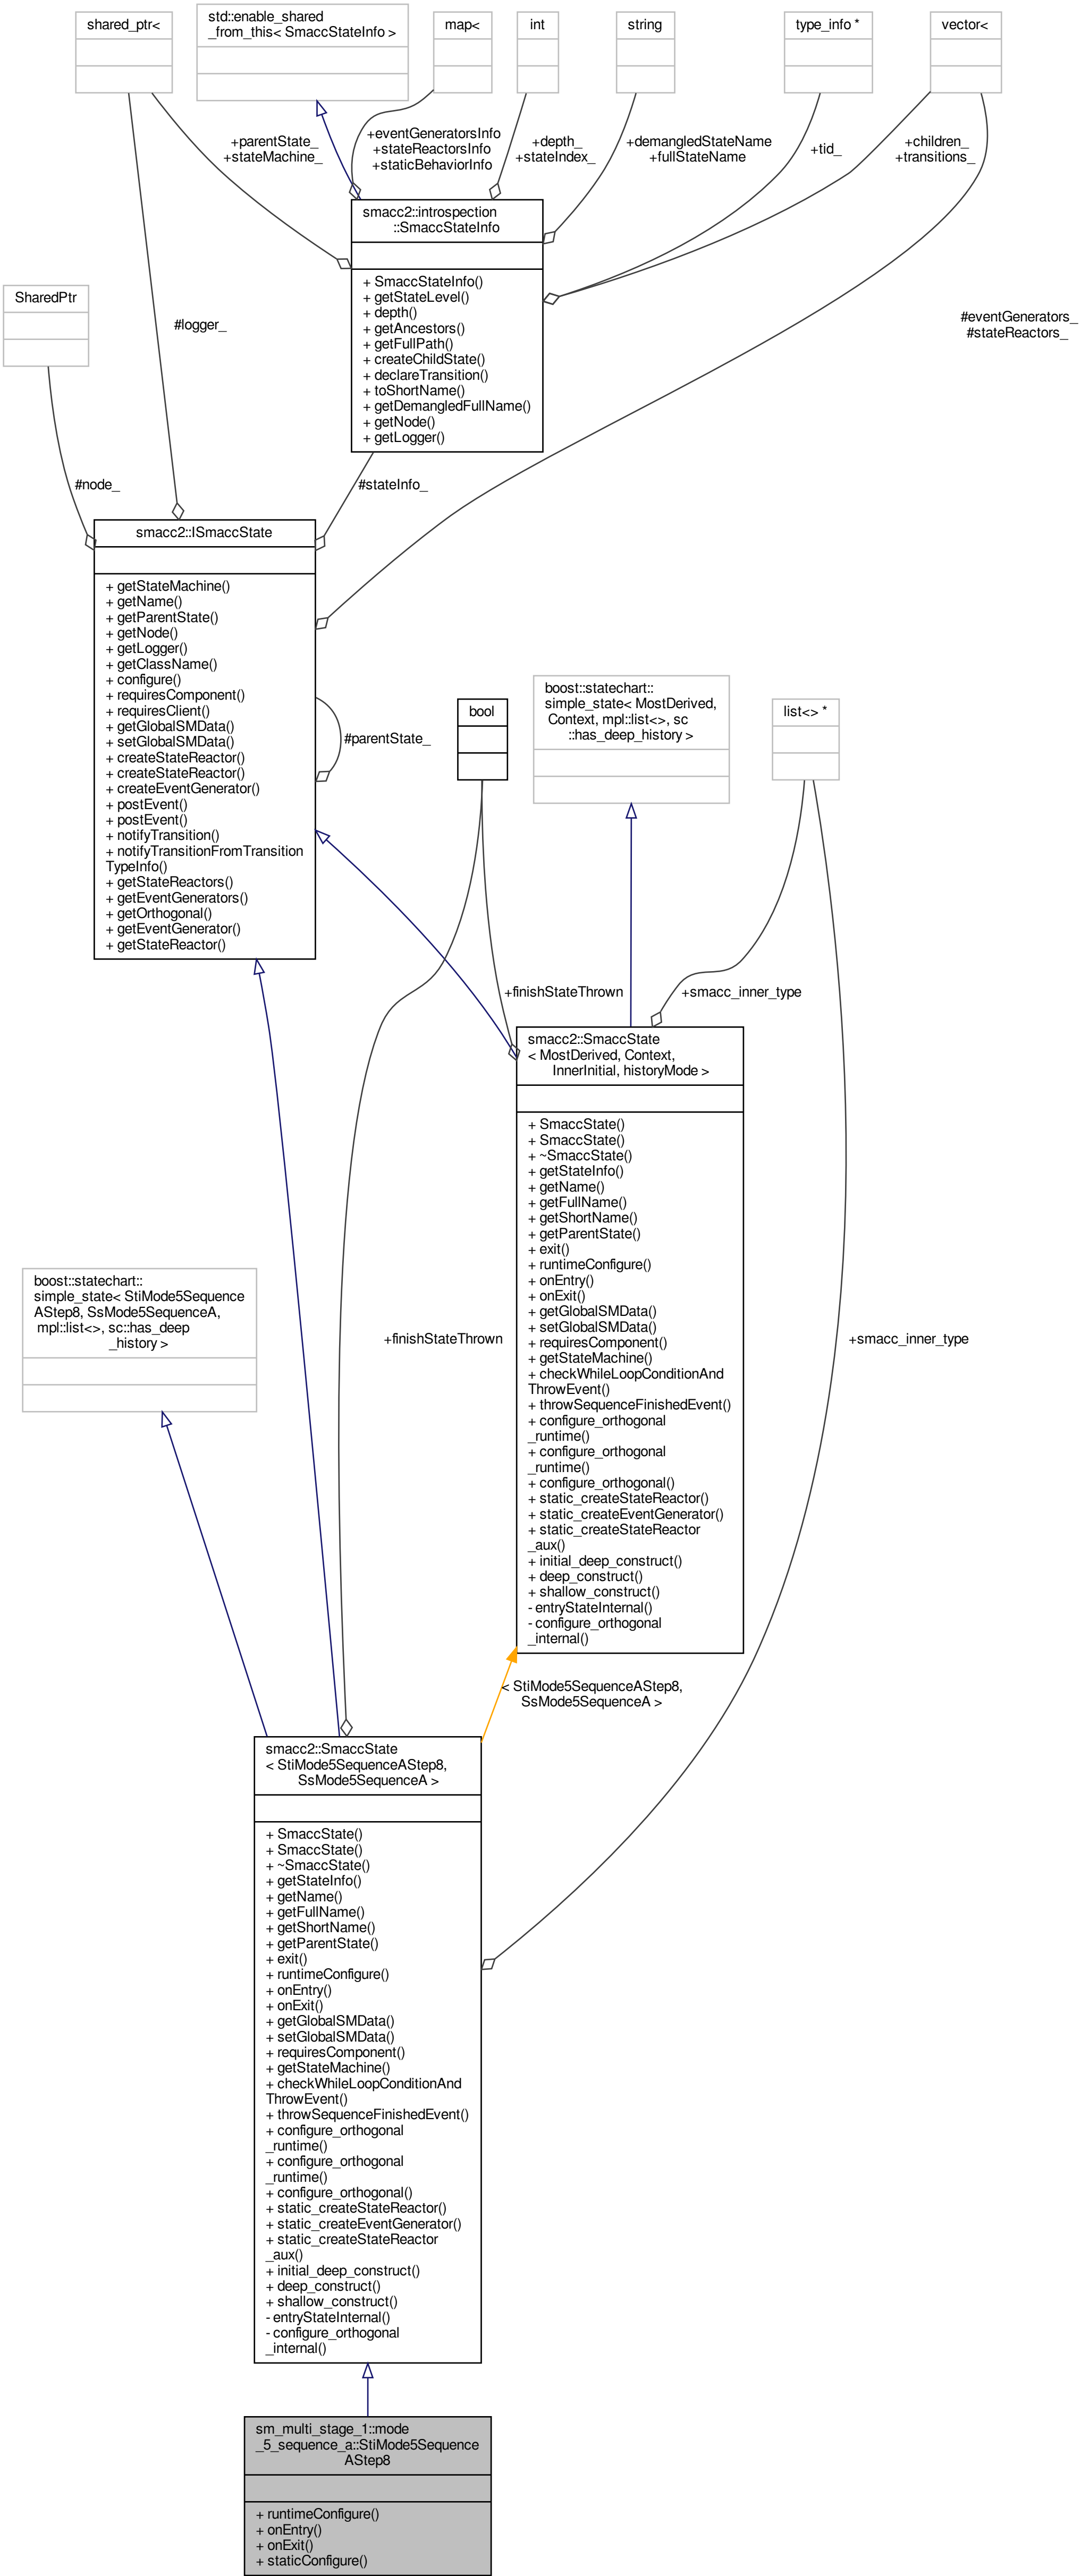 shared_ptr<
std::enable_shared
_from_this< SmaccStateInfo >
map<
int
string
type_info *
vector<
+parentState_
+stateMachine_
+eventGeneratorsInfo
+stateReactorsInfo
+staticBehaviorInfo
+depth_
+stateIndex_
+demangledStateName
+fullStateName
+tid_
+children_
+transitions_
smacc2::introspection
::SmaccStateInfo
+ SmaccStateInfo()
+ getStateLevel()
+ depth()
+ getAncestors()
+ getFullPath()
+ createChildState()
+ declareTransition()
+ toShortName()
+ getDemangledFullName()
+ getNode()
+ getLogger()
SharedPtr
#logger_
#eventGenerators_
#stateReactors_
#node_
#stateInfo_
smacc2::ISmaccState
+ getStateMachine()
+ getName()
+ getParentState()
+ getNode()
+ getLogger()
+ getClassName()
+ configure()
+ requiresComponent()
+ requiresClient()
+ getGlobalSMData()
+ setGlobalSMData()
+ createStateReactor()
+ createStateReactor()
+ createEventGenerator()
+ postEvent()
+ postEvent()
+ notifyTransition()
+ notifyTransitionFromTransition
TypeInfo()
+ getStateReactors()
+ getEventGenerators()
+ getOrthogonal()
+ getEventGenerator()
+ getStateReactor()
#parentState_
bool
boost::statechart::
simple_state< MostDerived,
Context, mpl::list<>, sc
::has_deep_history >
list<> *
+finishStateThrown
+smacc_inner_type
smacc2::SmaccState
< MostDerived, Context,
InnerInitial, historyMode >
+ SmaccState()
+ SmaccState()
+ ~SmaccState()
+ getStateInfo()
+ getName()
+ getFullName()
+ getShortName()
+ getParentState()
+ exit()
+ runtimeConfigure()
+ onEntry()
+ onExit()
+ getGlobalSMData()
+ setGlobalSMData()
+ requiresComponent()
+ getStateMachine()
+ checkWhileLoopConditionAnd
ThrowEvent()
+ throwSequenceFinishedEvent()
+ configure_orthogonal
_runtime()
+ configure_orthogonal
_runtime()
+ configure_orthogonal()
+ static_createStateReactor()
+ static_createEventGenerator()
+ static_createStateReactor
_aux()
+ initial_deep_construct()
+ deep_construct()
+ shallow_construct()
- entryStateInternal()
- configure_orthogonal
_internal()
boost::statechart::
simple_state< StiMode5Sequence
AStep8, SsMode5SequenceA,
mpl::list<>, sc::has_deep
_history >
+finishStateThrown
+smacc_inner_type
< StiMode5SequenceAStep8,
SsMode5SequenceA >
smacc2::SmaccState
< StiMode5SequenceAStep8,
SsMode5SequenceA >
+ SmaccState()
+ SmaccState()
+ ~SmaccState()
+ getStateInfo()
+ getName()
+ getFullName()
+ getShortName()
+ getParentState()
+ exit()
+ runtimeConfigure()
+ onEntry()
+ onExit()
+ getGlobalSMData()
+ setGlobalSMData()
+ requiresComponent()
+ getStateMachine()
+ checkWhileLoopConditionAnd
ThrowEvent()
+ throwSequenceFinishedEvent()
+ configure_orthogonal
_runtime()
+ configure_orthogonal
_runtime()
+ configure_orthogonal()
+ static_createStateReactor()
+ static_createEventGenerator()
+ static_createStateReactor
_aux()
+ initial_deep_construct()
+ deep_construct()
+ shallow_construct()
- entryStateInternal()
- configure_orthogonal
_internal()
sm_multi_stage_1::mode
_5_sequence_a::StiMode5Sequence
AStep8
+ runtimeConfigure()
+ onEntry()
+ onExit()
+ staticConfigure()